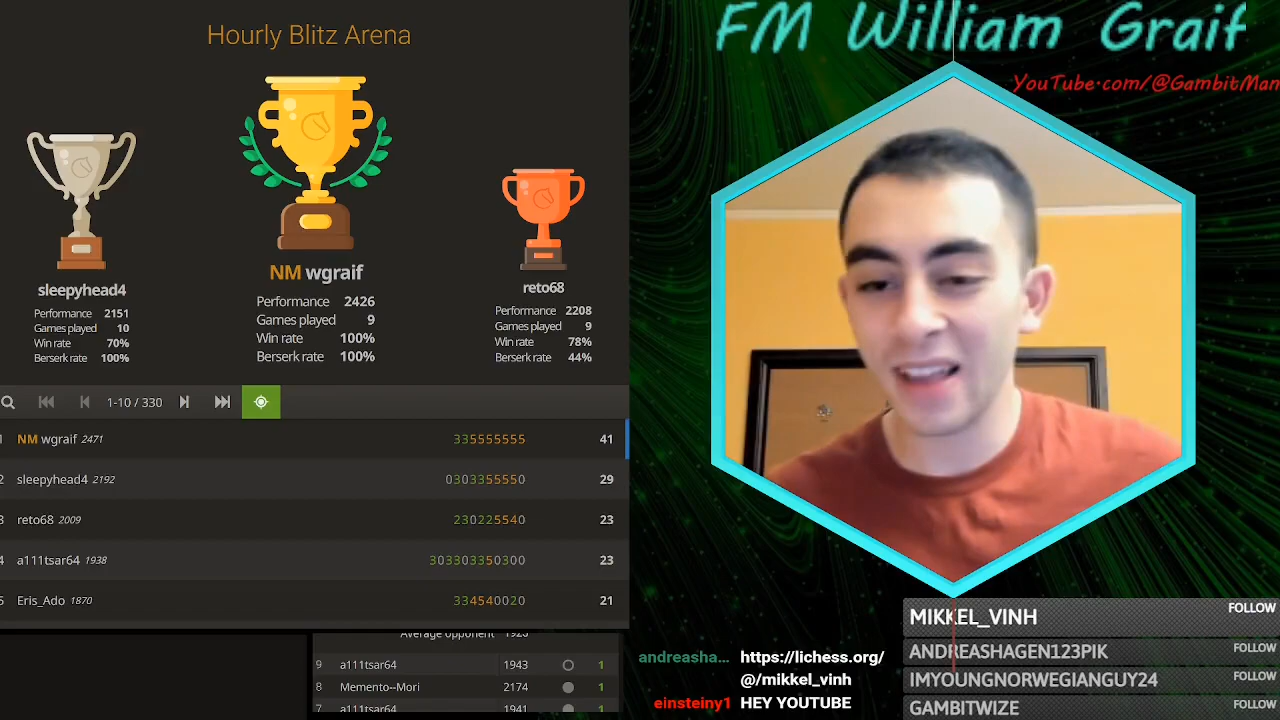 Hourly Blitz Arena
FM William Graif
YouTube.com/@GambitMan
sleepyhead4
Performance 2151
Games played 10
Win rate 70%
Berserk rate 100%
NM wgraif
Performance 2426
Games played 9
Win rate 100%
Berserk rate 100%
reto68
Performance 2208
Games played 9
Win rate 78%
Berserk rate 44%
1-10 / 330
1 NM wgraif 2471 335555555 41
2 sleepyhead4 2192 0303355550 29
3 reto68 2009 230225540 23
4 a111tsar64 1938 303303350300 23
5 Eris_Ado 1870 334540020 21
Average opponent 1923
9 a111tsar64 1943 1
8 Memento--Mori 2174 1
7 a111tsar64 1941 1
andreasha... https://lichess.org/
@/mikkel_vinh
einsteiny1 HEY YOUTUBE
MIKKEL_VINH FOLLOW
ANDREASHAGEN123PIK FOLLOW
IMYOUNGNORWEGIANGUY24 FOLLOW
GAMBITWIZE FOLLOW